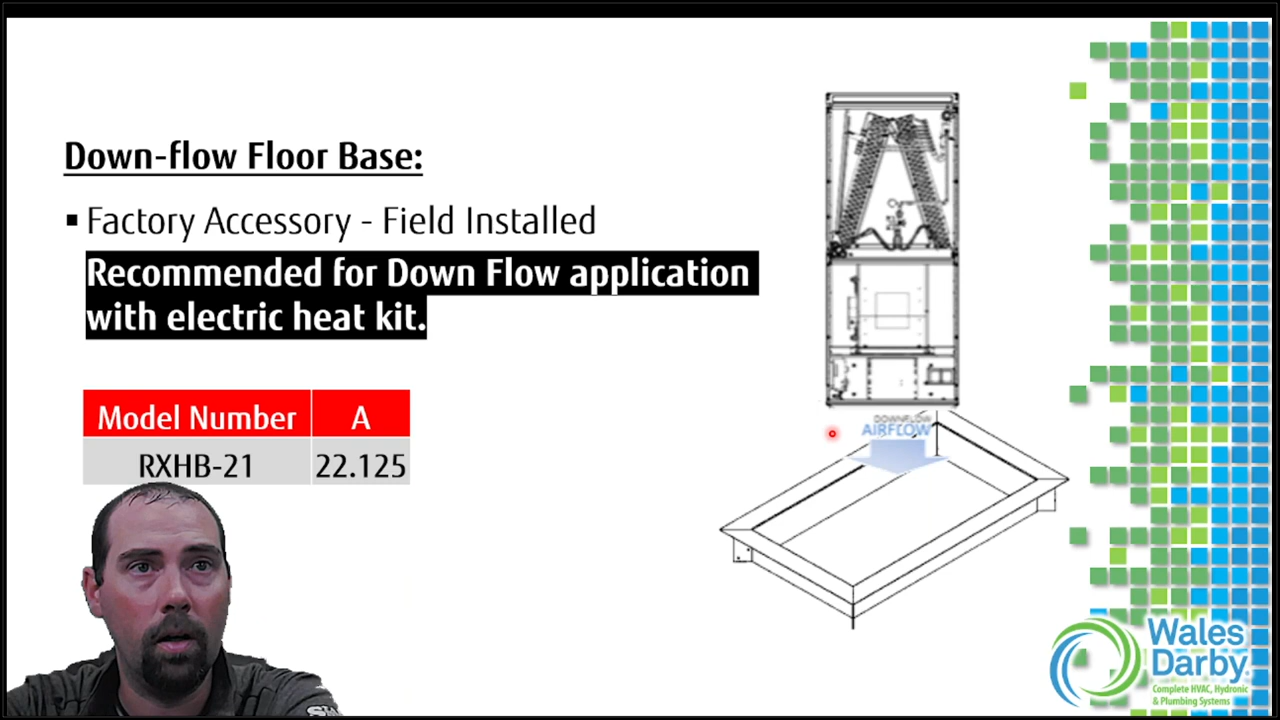 Down-flow Floor Base:
▪ Factory Accessory - Field Installed
Recommended for Down Flow application
with electric heat kit.
Model Number A
RXHB-21 22.125
DOWNFLOW
AIRFLOW
Wales
Darby
Complete HVAC, Hydronic
& Plumbing Systems